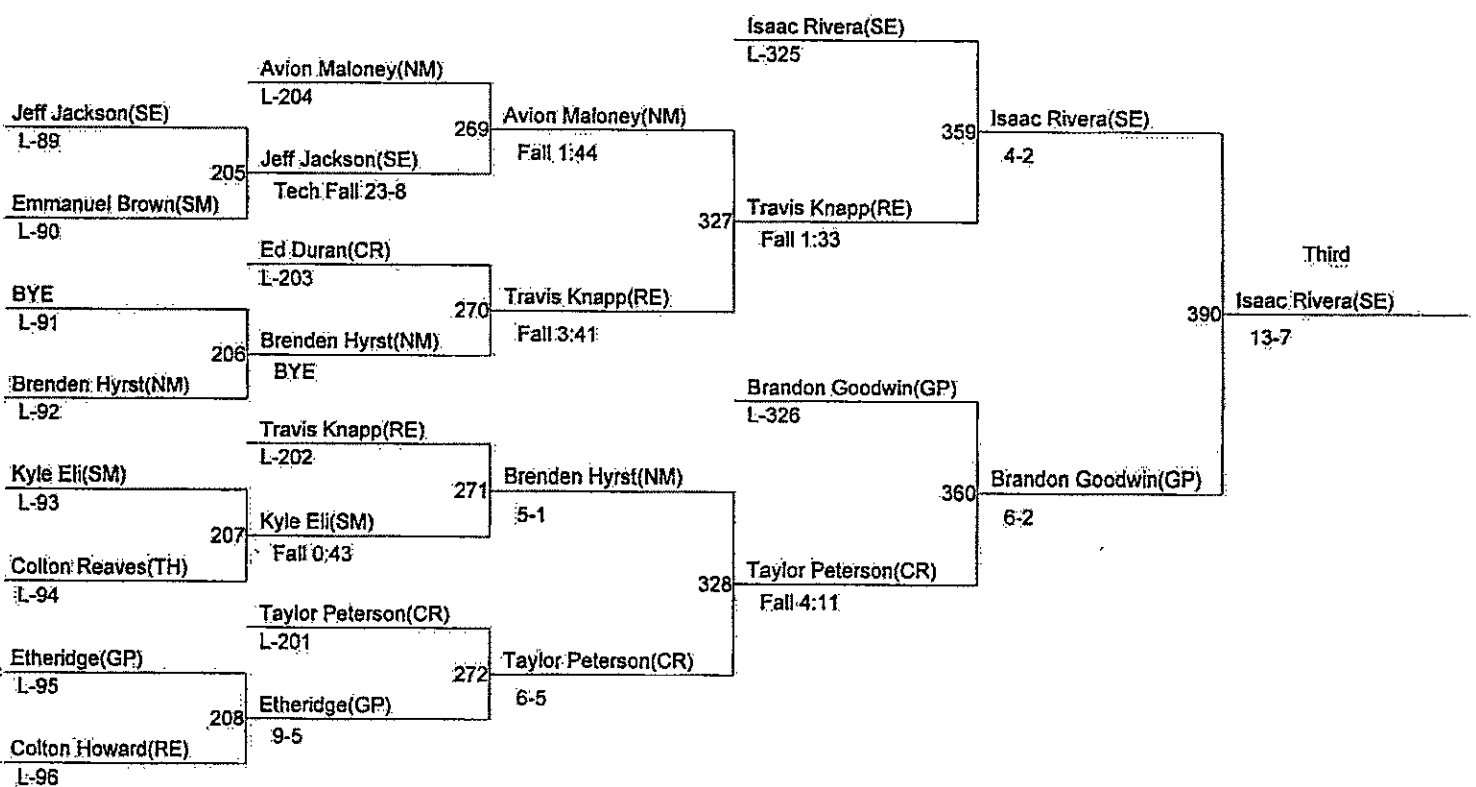 Isaac Rivera(SE)
L-325
Avion Maloney(NM)
L-204
Jeff Jackson(SE)
L-89
269
Avion Maloney(NM)
Fall 1:44
359
Isaac Rivera(SE)
4-2
205
Jeff Jackson(SE)
Tech Fall 23-8
Emmanuel Brown(SM)
L-90
327
Travis Knapp(RE)
Fall 1:33
Ed Duran(CR)
L-203
Third
BYE
L-91
270
Travis Knapp(RE)
Fall 3:41
390
Isaac Rivera(SE)
13-7
206
Brenden Hyrst(NM)
BYE
Brenden Hyrst(NM)
L-92
Brandon Goodwin(GP)
L-326
Travis Knapp(RE)
L-202
Kyle Eli(SM)
L-93
271
Brenden Hyrst(NM)
5-1
360
Brandon Goodwin(GP)
6-2
207
Kyle Eli(SM)
Fall 0:43
Colton Reaves(TH)
L-94
328
Taylor Peterson(CR)
Fall 4:11
Taylor Peterson(CR)
L-201
Etheridge(GP)
L-95
272
Taylor Peterson(CR)
6-5
208
Etheridge(GP)
9-5
Colton Howard(RE)
L-96